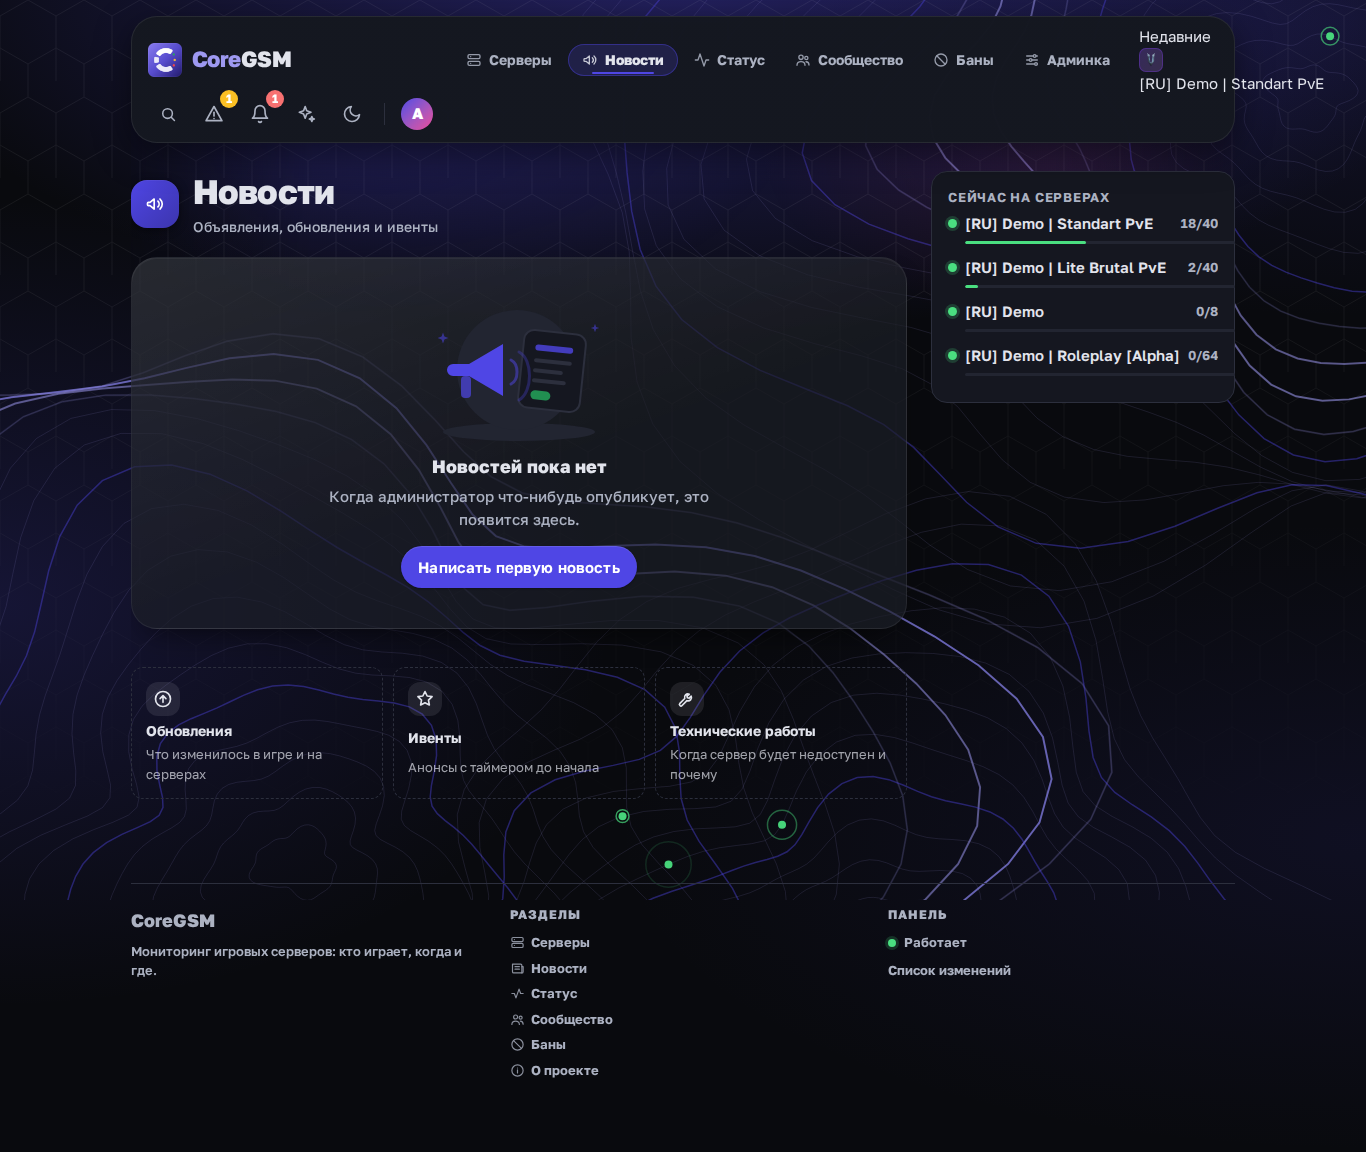 CoreGSM
Серверы
Новости
Статус
Сообщество
Баны
Админка
Недавние
[RU] Demo | Standart PvE
1
1
A
Новости
Объявления, обновления и ивенты
Новостей пока нет
Когда администратор что-нибудь опубликует, это
появится здесь.
Написать первую новость
СЕЙЧАС НА СЕРВЕРАХ
[RU] Demo | Standart PvE 18/40
[RU] Demo | Lite Brutal PvE 2/40
[RU] Demo 0/8
[RU] Demo | Roleplay [Alpha] 0/64
Обновления
Что изменилось в игре и на
серверах
Ивенты
Анонсы с таймером до начала
Технические работы
Когда сервер будет недоступен и
почему
CoreGSM
Мониторинг игровых серверов: кто играет, когда и
где.
РАЗДЕЛЫ
Серверы
Новости
Статус
Сообщество
Баны
О проекте
ПАНЕЛЬ
Работает
Список изменений